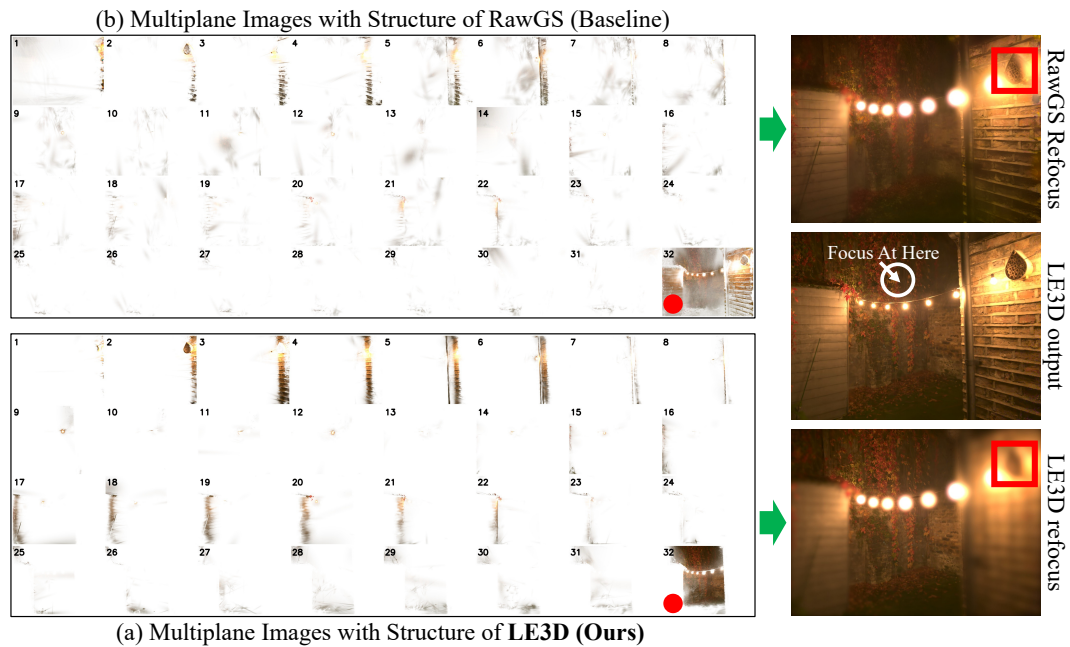 (b) Multiplane Images with Structure of RawGS (Baseline)
1 2 3 4 5 6 7 8
9 10 11 12 13 14 15 16
17 18 19 20 21 22 23 24
25 26 27 28 29 30 31 32
RawGS Refocus
Focus At Here
LE3D output
1 2 3 4 5 6 7 8
9 10 11 12 13 14 15 16
17 18 19 20 21 22 23 24
25 26 27 28 29 30 31 32
LE3D refocus
(a) Multiplane Images with Structure of LE3D (Ours)